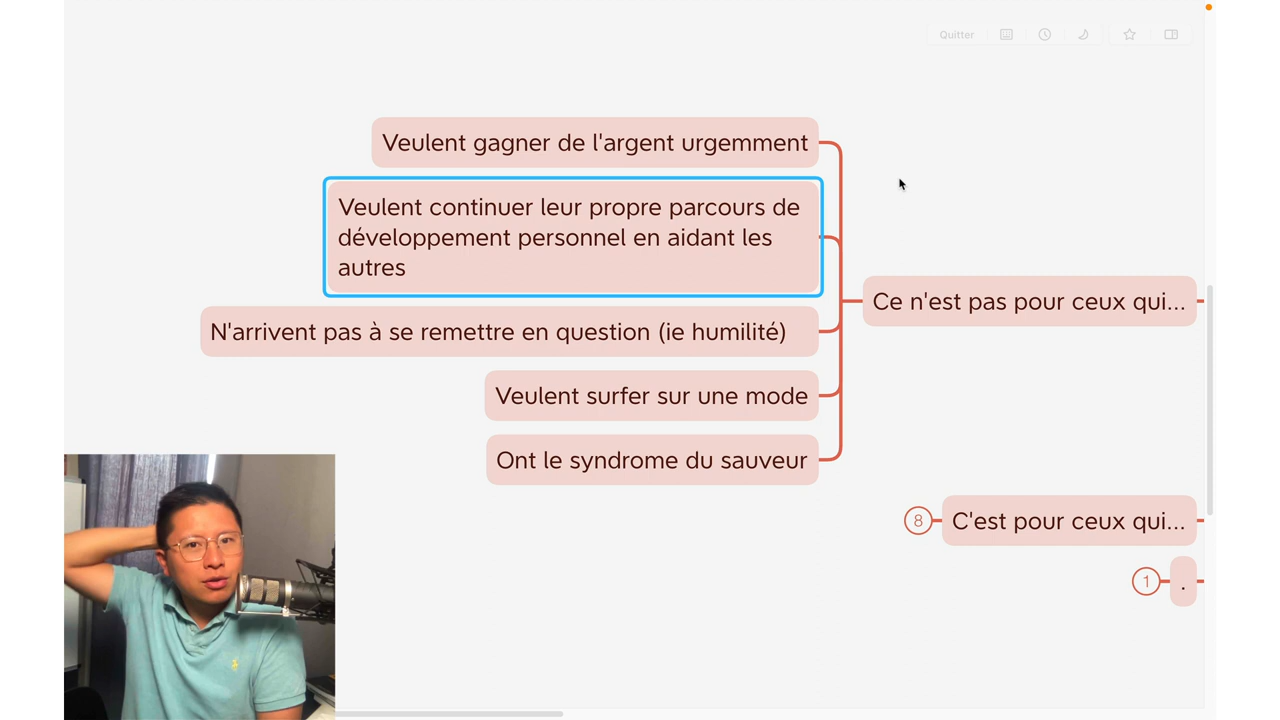 Quitter
Veulent gagner de l'argent urgemment
Veulent continuer leur propre parcours de
développement personnel en aidant les
autres
Ce n'est pas pour ceux qui...
N'arrivent pas à se remettre en question (ie humilité)
Veulent surfer sur une mode
Ont le syndrome du sauveur
8
C'est pour ceux qui...
1
.